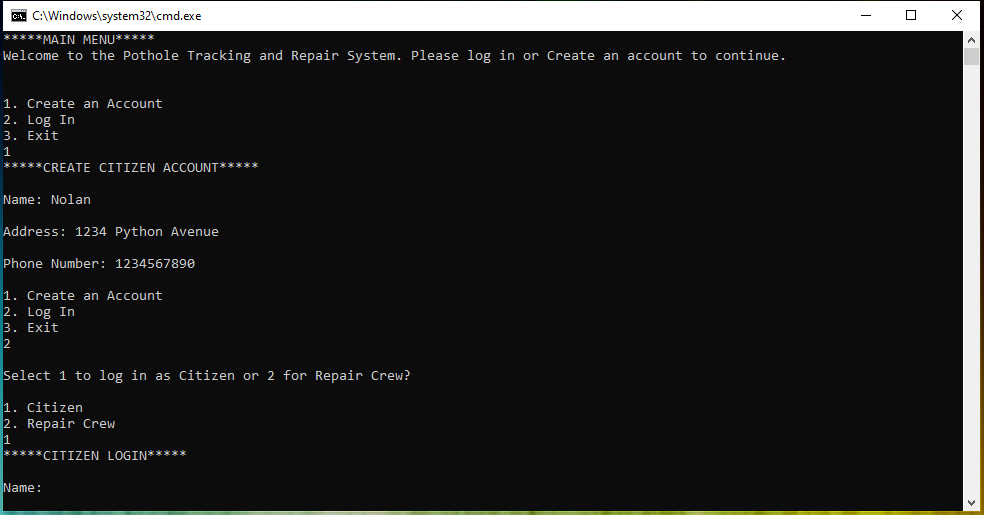 C:\Windows\system32\cmd.exe
*****MAIN MENU*****
Welcome to the Pothole Tracking and Repair System. Please log in or Create an account to continue.
1. Create an Account
2. Log In
3. Exit
1
*****CREATE CITIZEN ACCOUNT*****
Name: Nolan
Address: 1234 Python Avenue
Phone Number: 1234567890
1. Create an Account
2. Log In
3. Exit
2
Select 1 to log in as Citizen or 2 for Repair Crew?
1. Citizen
2. Repair Crew
1
*****CITIZEN LOGIN*****
Name: